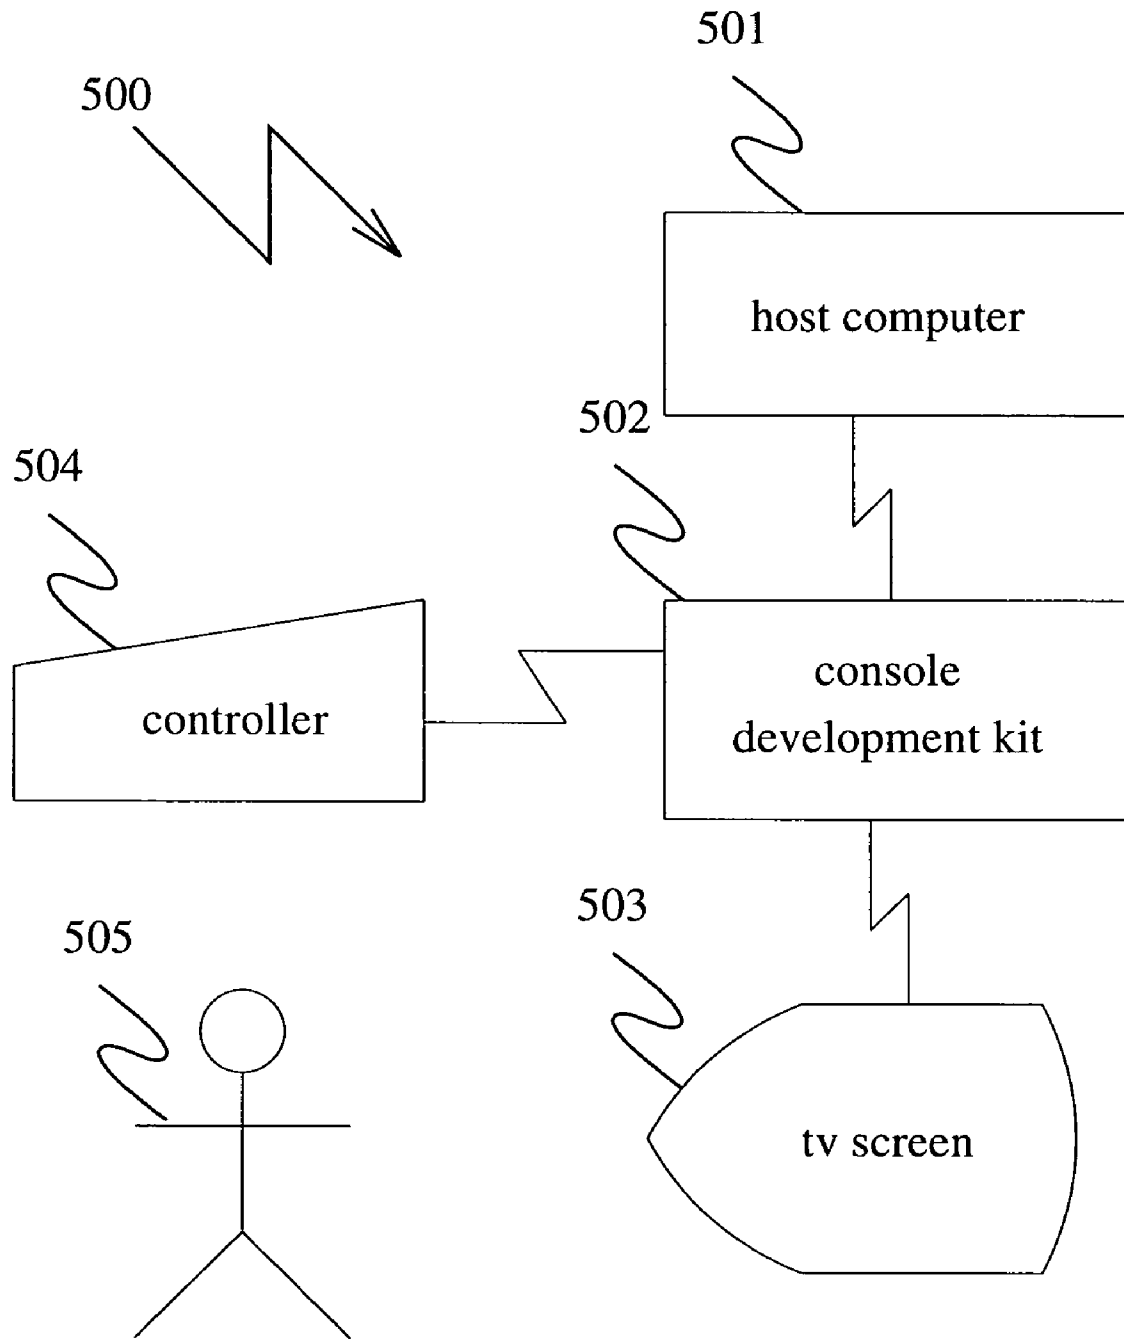 501
500
host computer
502
504
console
development kit
controller
503
505
tv screen